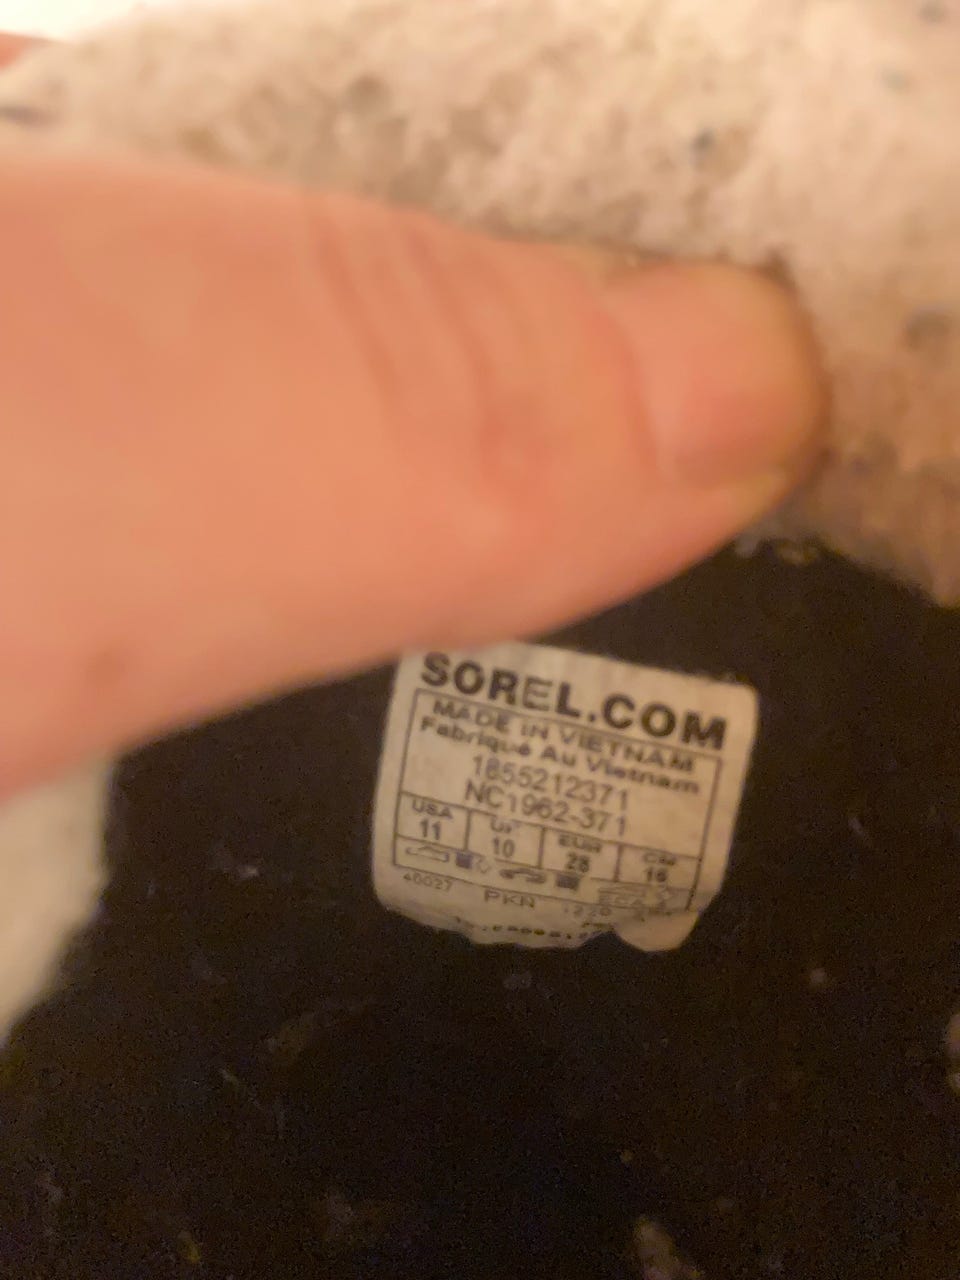 SOREL.COM
MADE IN VIETNAM
Fabriqué Au Vietnam
1855212371
NC1962-371
USA UK EUR CM
11 10 28 16
40027 PKN